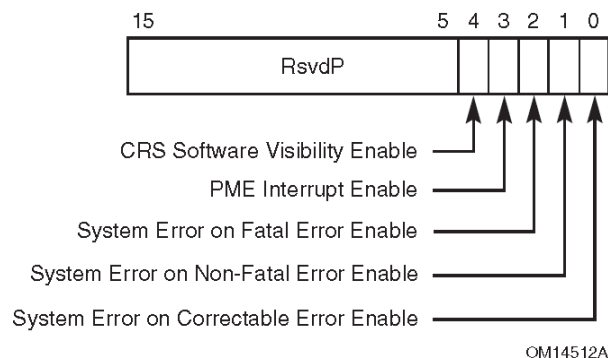 15 5 4 3 2 1 0
RsvdP
CRS Software Visibility Enable
PME Interrupt Enable
System Error on Fatal Error Enable
System Error on Non-Fatal Error Enable
System Error on Correctable Error Enable
OM14512A